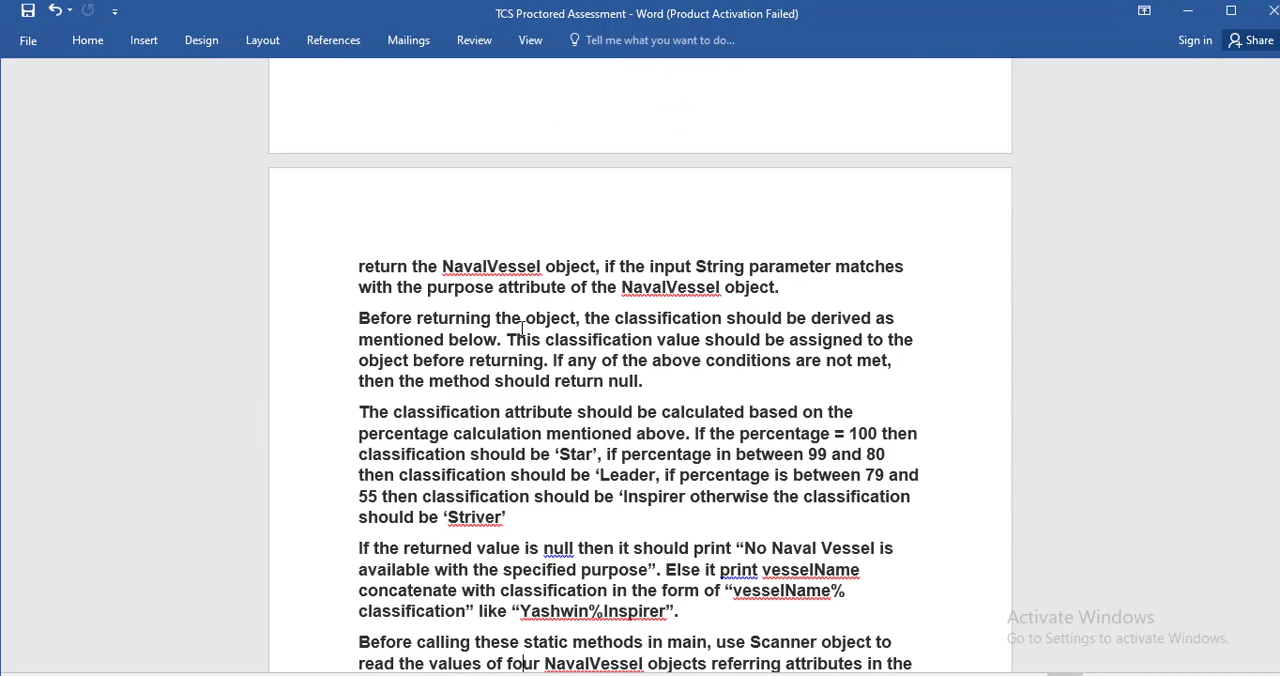 TCS Proctored Assessment - Word (Product Activation Failed)
File Home Insert Design Layout References Mailings Review View Tell me what you want to do... Sign in Share
return the NavalVessel object, if the input String parameter matches
with the purpose attribute of the NavalVessel object.
Before returning the object, the classification should be derived as
mentioned below. This classification value should be assigned to the
object before returning. If any of the above conditions are not met,
then the method should return null.
The classification attribute should be calculated based on the
percentage calculation mentioned above. If the percentage = 100 then
classification should be ‘Star’, if percentage in between 99 and 80
then classification should be ‘Leader, if percentage is between 79 and
55 then classification should be ‘Inspirer otherwise the classification
should be ‘Striver’
If the returned value is null then it should print “No Naval Vessel is
available with the specified purpose”. Else it print vesselName
concatenate with classification in the form of “vesselName%
classification” like “Yashwin%Inspirer”.
Before calling these static methods in main, use Scanner object to
read the values of four NavalVessel objects referring attributes in the
Activate Windows
Go to Settings to activate Windows.